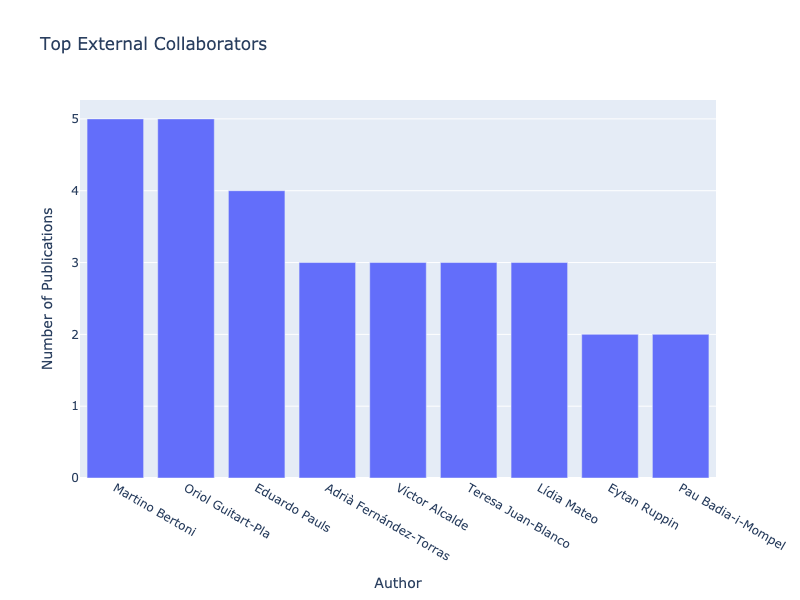 Top External Collaborators
Number of Publications
5
4
3
2
1
0
Martino Bertoni
Oriol Guitart-Pla
Eduardo Pauls
Adrià Fernández-Torras
Víctor Alcalde
Teresa Juan-Blanco
Lídia Mateo
Eytan Ruppin
Pau Badia-i-Mompel
Author